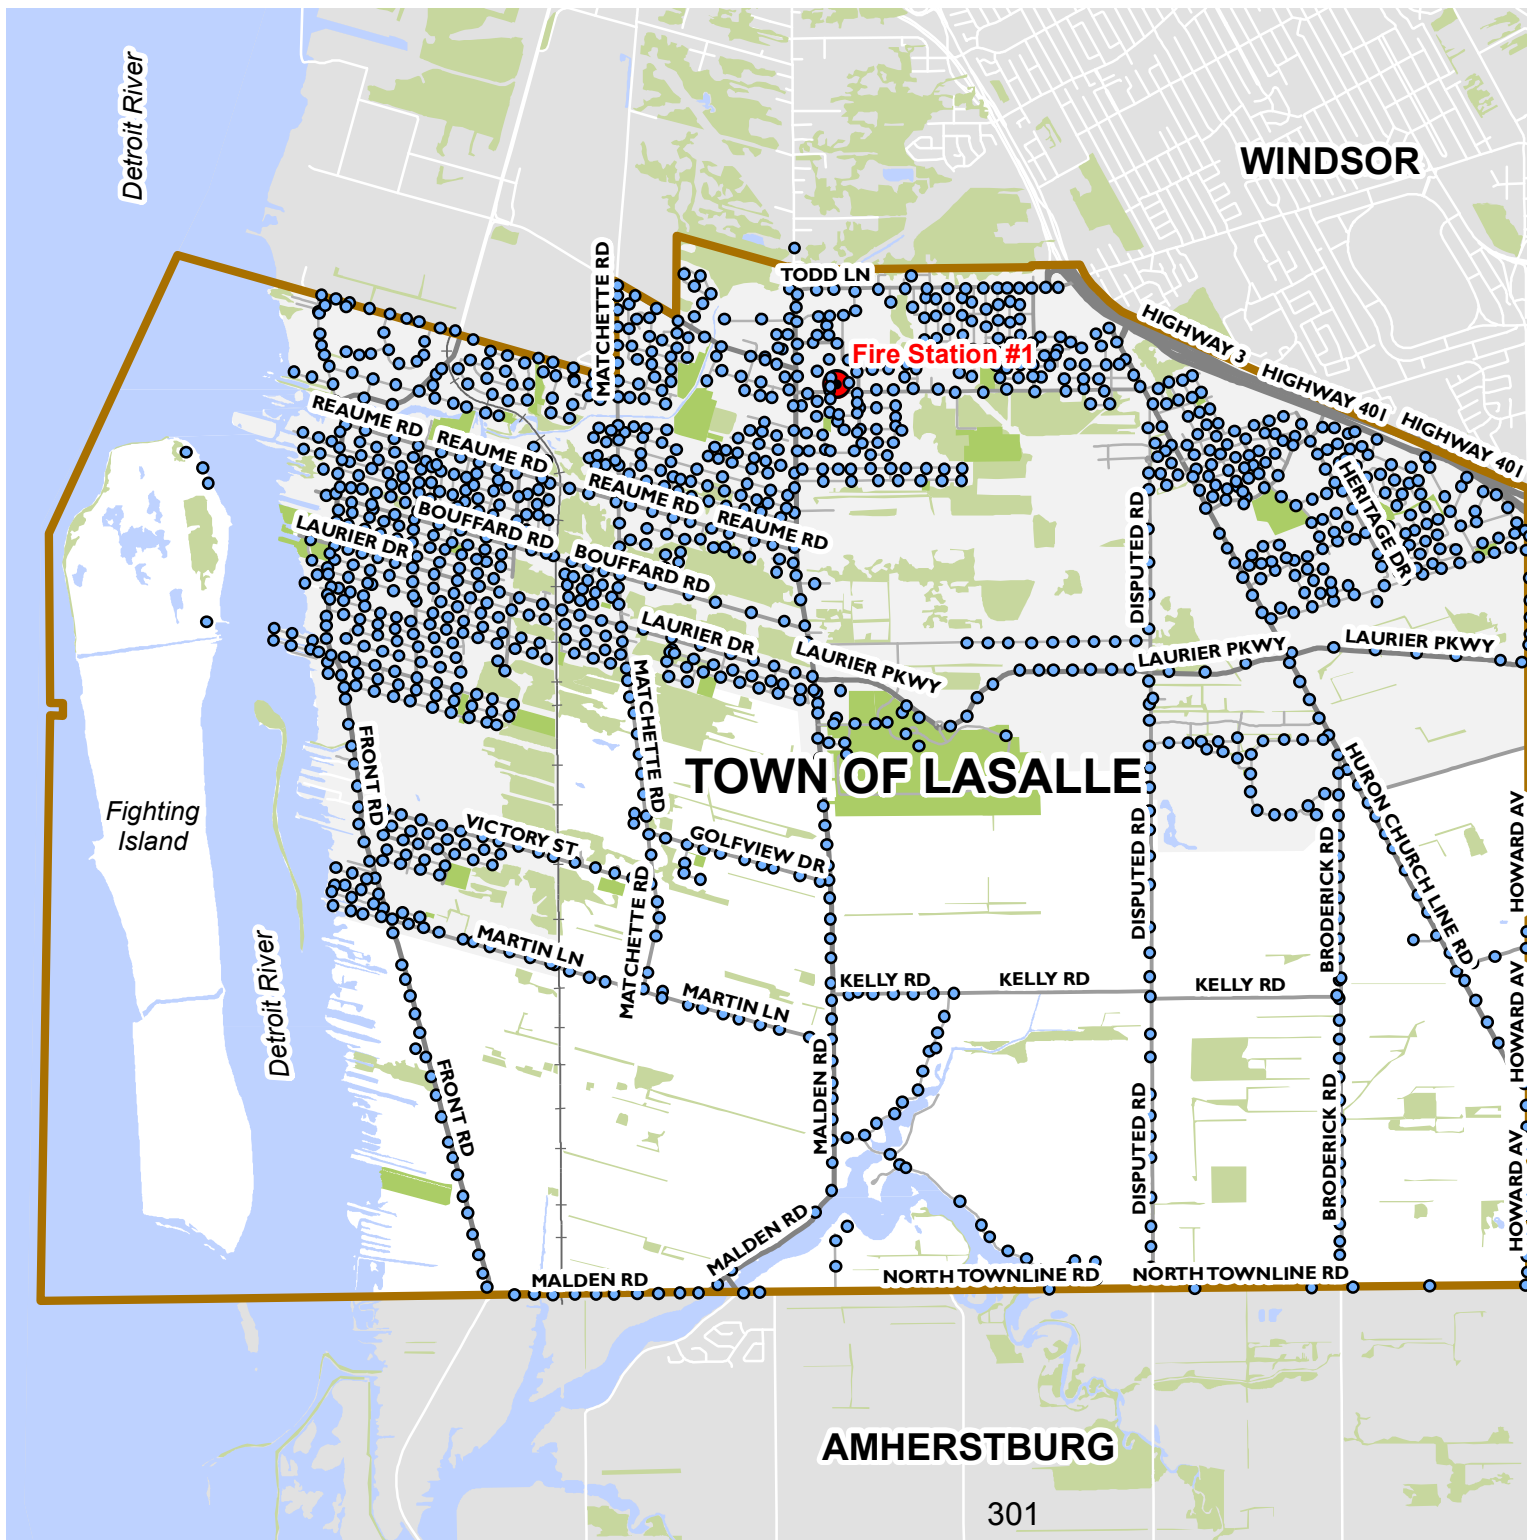 Detroit River
WINDSOR
MATCHETTE RD
TODD LN
HIGHWAY 3
HIGHWAY 401
HIGHWAY 401
Fire Station #1
REAUME RD
REAUME RD
REAUME RD
REAUME RD
HERITAGE DR
BOUFFARD RD
BOUFFARD RD
LAURIER DR
DISPUTED RD
LAURIER DR
LAURIER PKWY
LAURIER PKWY
LAURIER PKWY
MATCHETTE RD
FRONT RD
TOWN OF LASALLE
HURON CHURCH LINE RD
Fighting
Island
VICTORY ST
GOLFVIEW DR
DISPUTED RD
BRODERICK RD
HOWARD AV
MATCHETTE RD
MARTIN LN
Detroit River
KELLY RD
KELLY RD
KELLY RD
MARTIN LN
HOWARD AV
FRONT RD
MALDEN RD
DISPUTED RD
BRODERICK RD
HOWARD AV
MALDEN RD
MALDEN RD
NORTH TOWNLINE RD
NORTH TOWNLINE RD
AMHERSTBURG
301